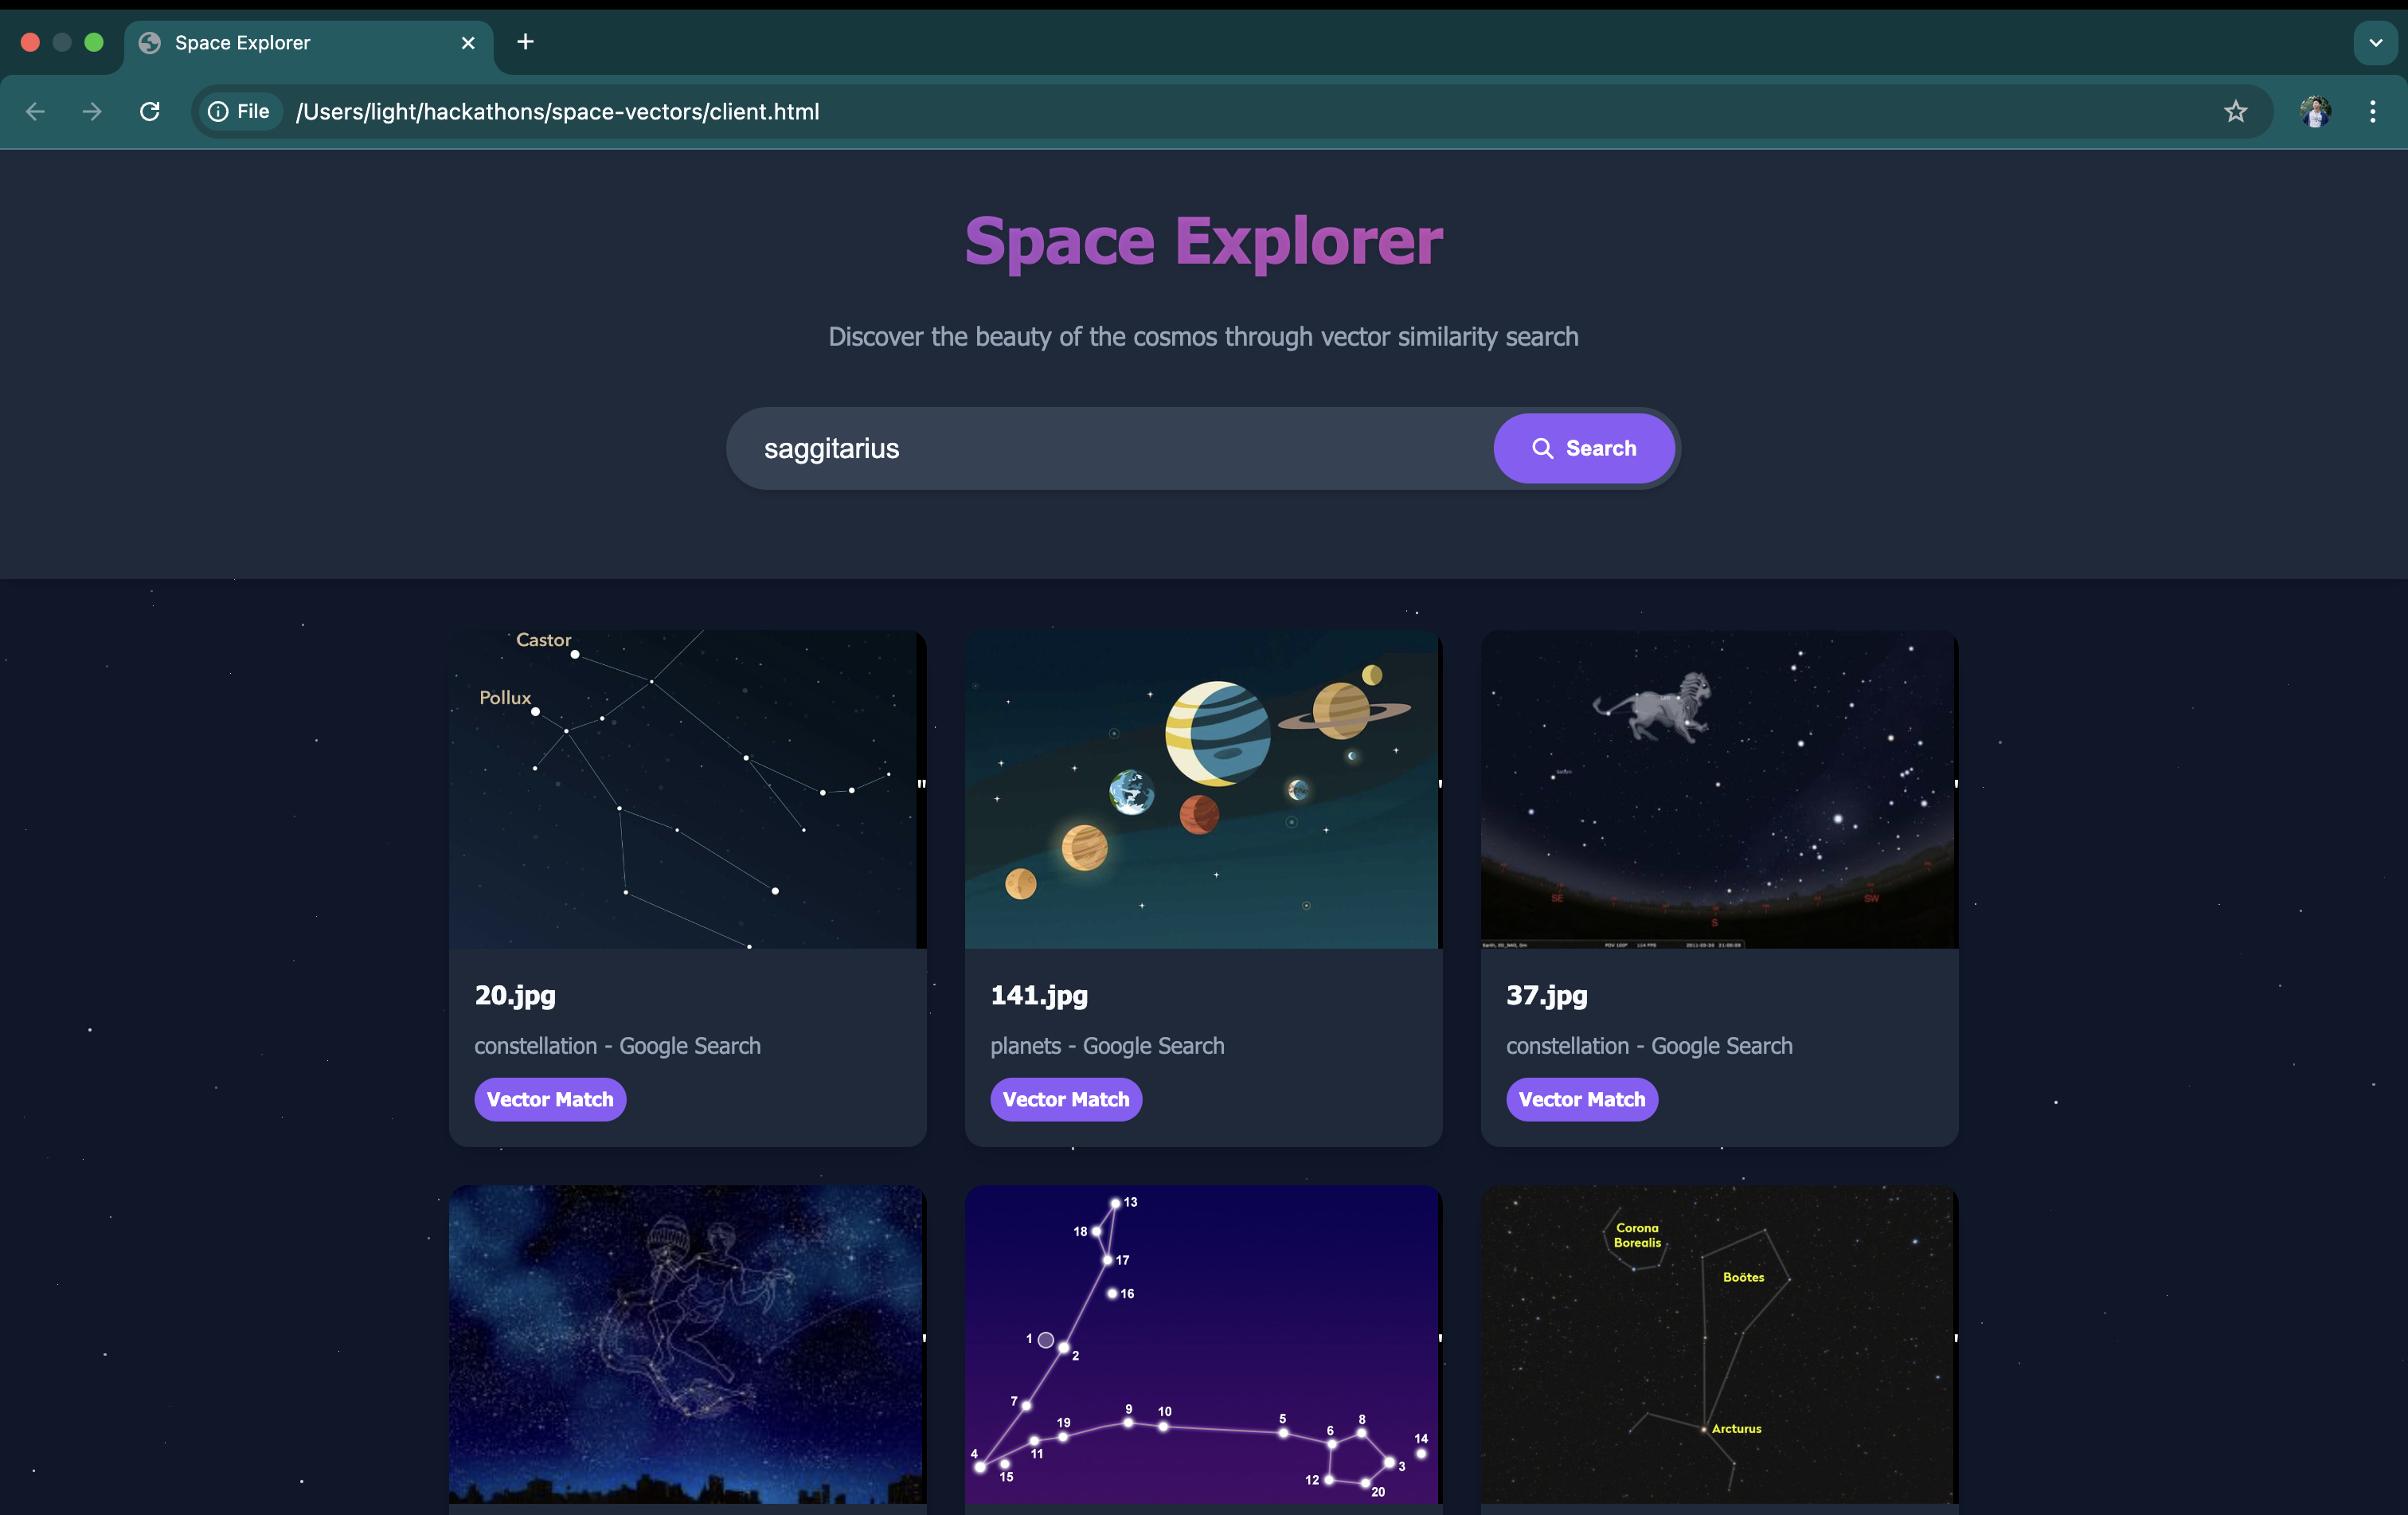 Space Explorer
File /Users/light/hackathons/space-vectors/client.html
Space Explorer
Discover the beauty of the cosmos through vector similarity search
saggitarius
Search
Castor
Pollux
"
'
'
SE
S
SW
20.jpg
constellation - Google Search
Vector Match
141.jpg
planets - Google Search
Vector Match
37.jpg
constellation - Google Search
Vector Match
'
13
18
17
16
1
2
7
19
9
10
5
6
8
14
4
11
15
12
3
20
'
Corona
Borealis
Boötes
Arcturus
'